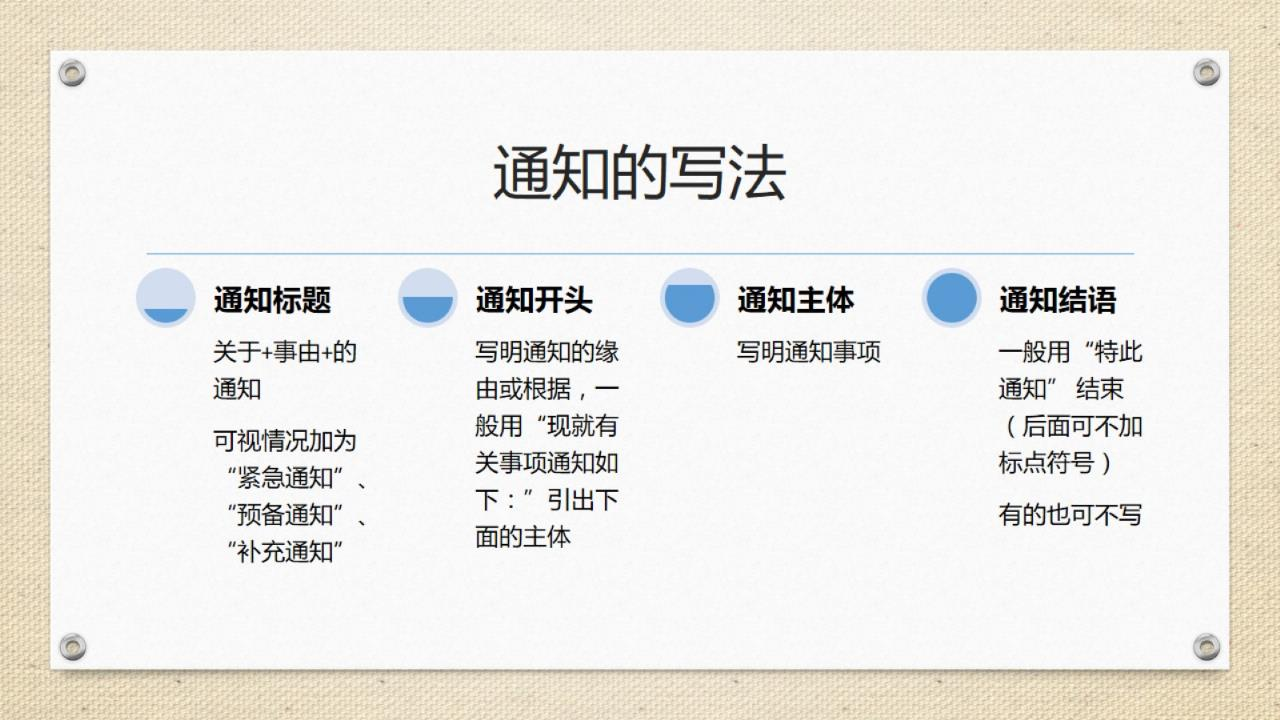 通知的写法
通知标题
关于+事由+的
通知
可视情况加为
“紧急通知”、
“预备通知”、
“补充通知”
通知开头
写明通知的缘
由或根据，一
般用“现就有
关事项通知如
下：”引出下
面的主体
通知主体
写明通知事项
通知结语
一般用“特此
通知” 结束
（后面可不加
标点符号）
有的也可不写